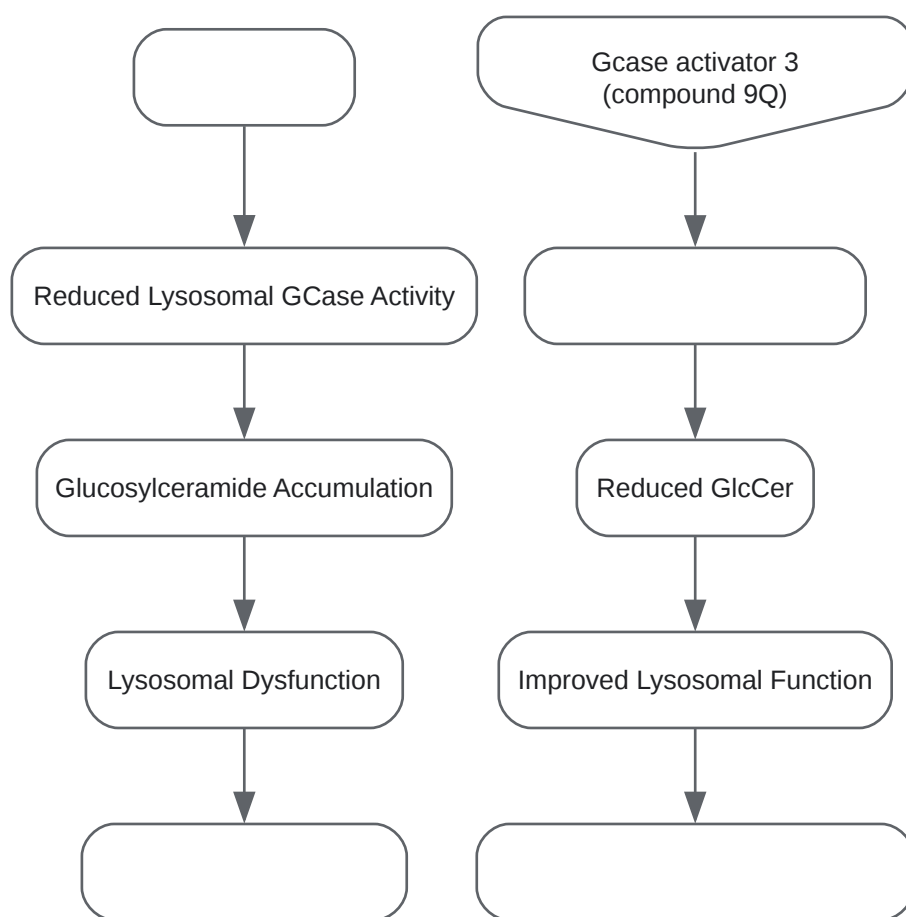 Gcase activator 3
(compound 9Q)
Reduced Lysosomal GCase Activity
Glucosylceramide Accumulation
Reduced GlcCer
Lysosomal Dysfunction
Improved Lysosomal Function